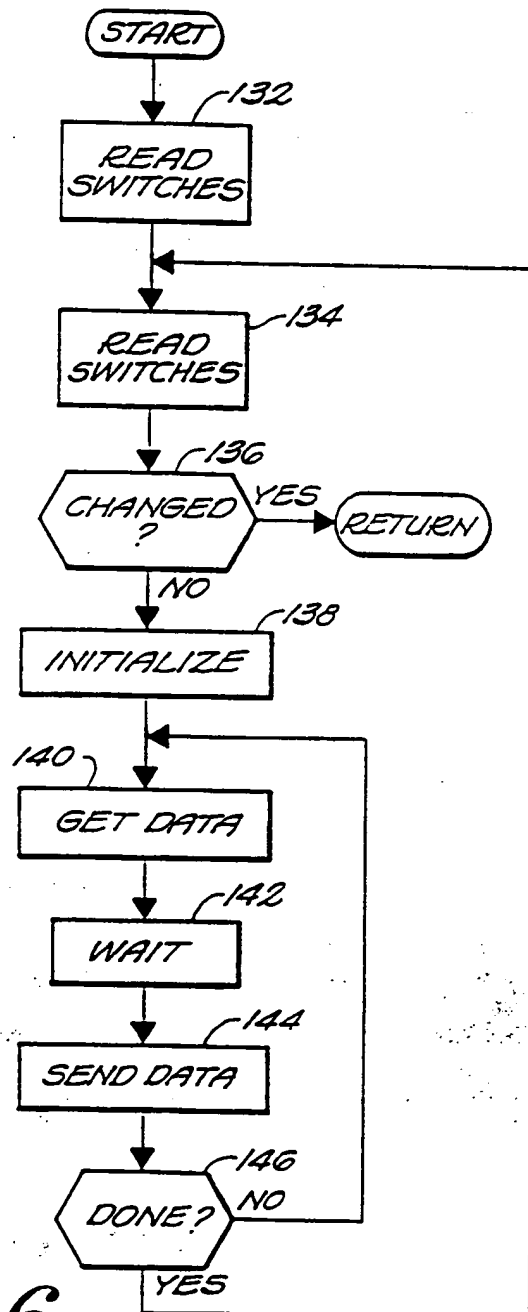 START
132
READ
SWITCHES
134
READ
SWITCHES
136
CHANGED
?
YES
RETURN
NO
138
INITIALIZE
140
GET DATA
142
WAIT
144
SEND DATA
146
DONE?
NO
YES
6